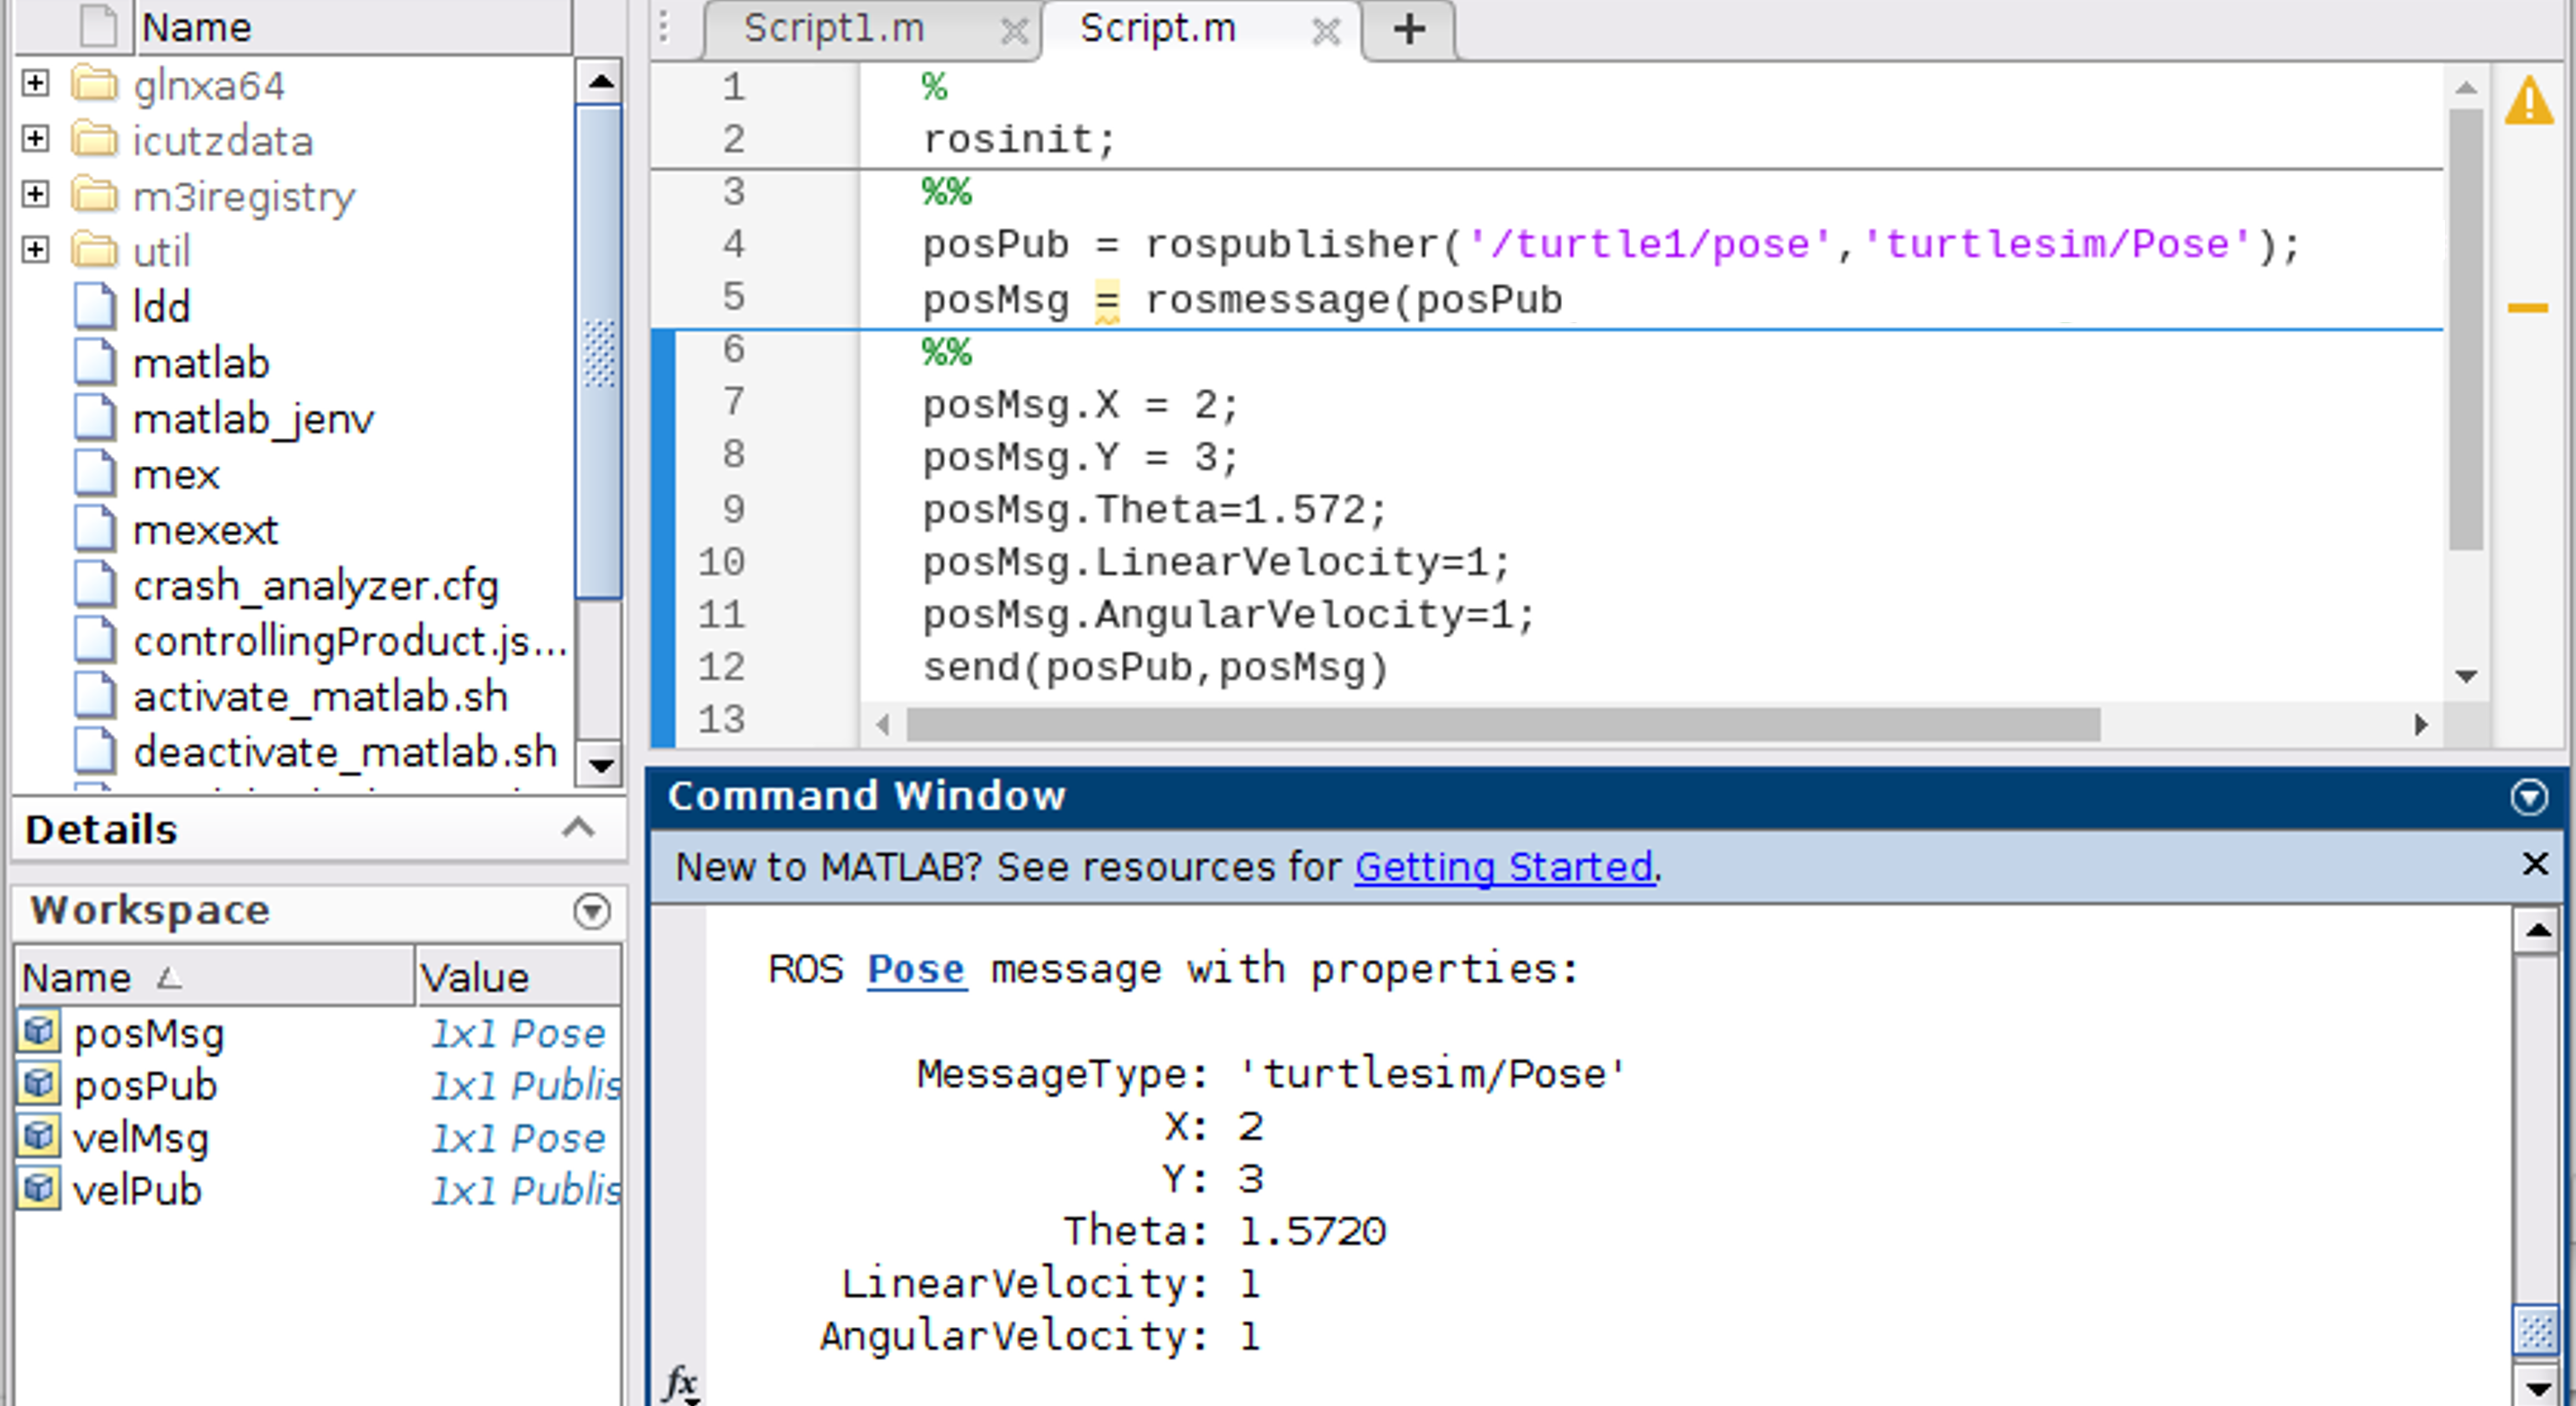 Name
glnxa64
icutzdata
m3iregistry
util
ldd
matlab
matlab_jenv
mex
mexext
crash_analyzer.cfg
controllingProduct.js...
activate_matlab.sh
deactivate_matlab.sh
Details
Workspace
Name Value
posMsg 1x1 Pose
posPub 1x1 Publis
velMsg 1x1 Pose
velPub 1x1 Publis
Script1.m Script.m +
1 %
2 rosinit;
3 %%
4 posPub = rospublisher('/turtle1/pose','turtlesim/Pose');
5 posMsg = rosmessage(posPub
6 %%
7 posMsg.X = 2;
8 posMsg.Y = 3;
9 posMsg.Theta=1.572;
10 posMsg.LinearVelocity=1;
11 posMsg.AngularVelocity=1;
12 send(posPub,posMsg)
13
Command Window
New to MATLAB? See resources for Getting Started.
ROS Pose message with properties:
MessageType: 'turtlesim/Pose'
X: 2
Y: 3
Theta: 1.5720
LinearVelocity: 1
AngularVelocity: 1
fx